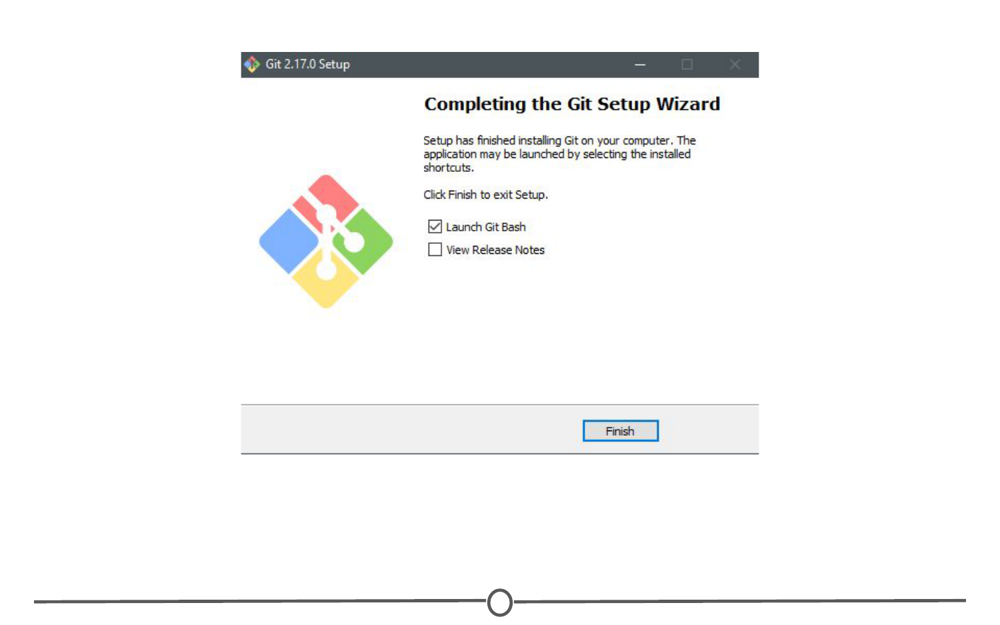 Git 2.17.0 Setup
Completing the Git Setup Wizard
Setup has finished installing Git on your computer. The
application may be launched by selecting the installed
shortcuts.
Click Finish to exit Setup.
Launch Git Bash
View Release Notes
Finish